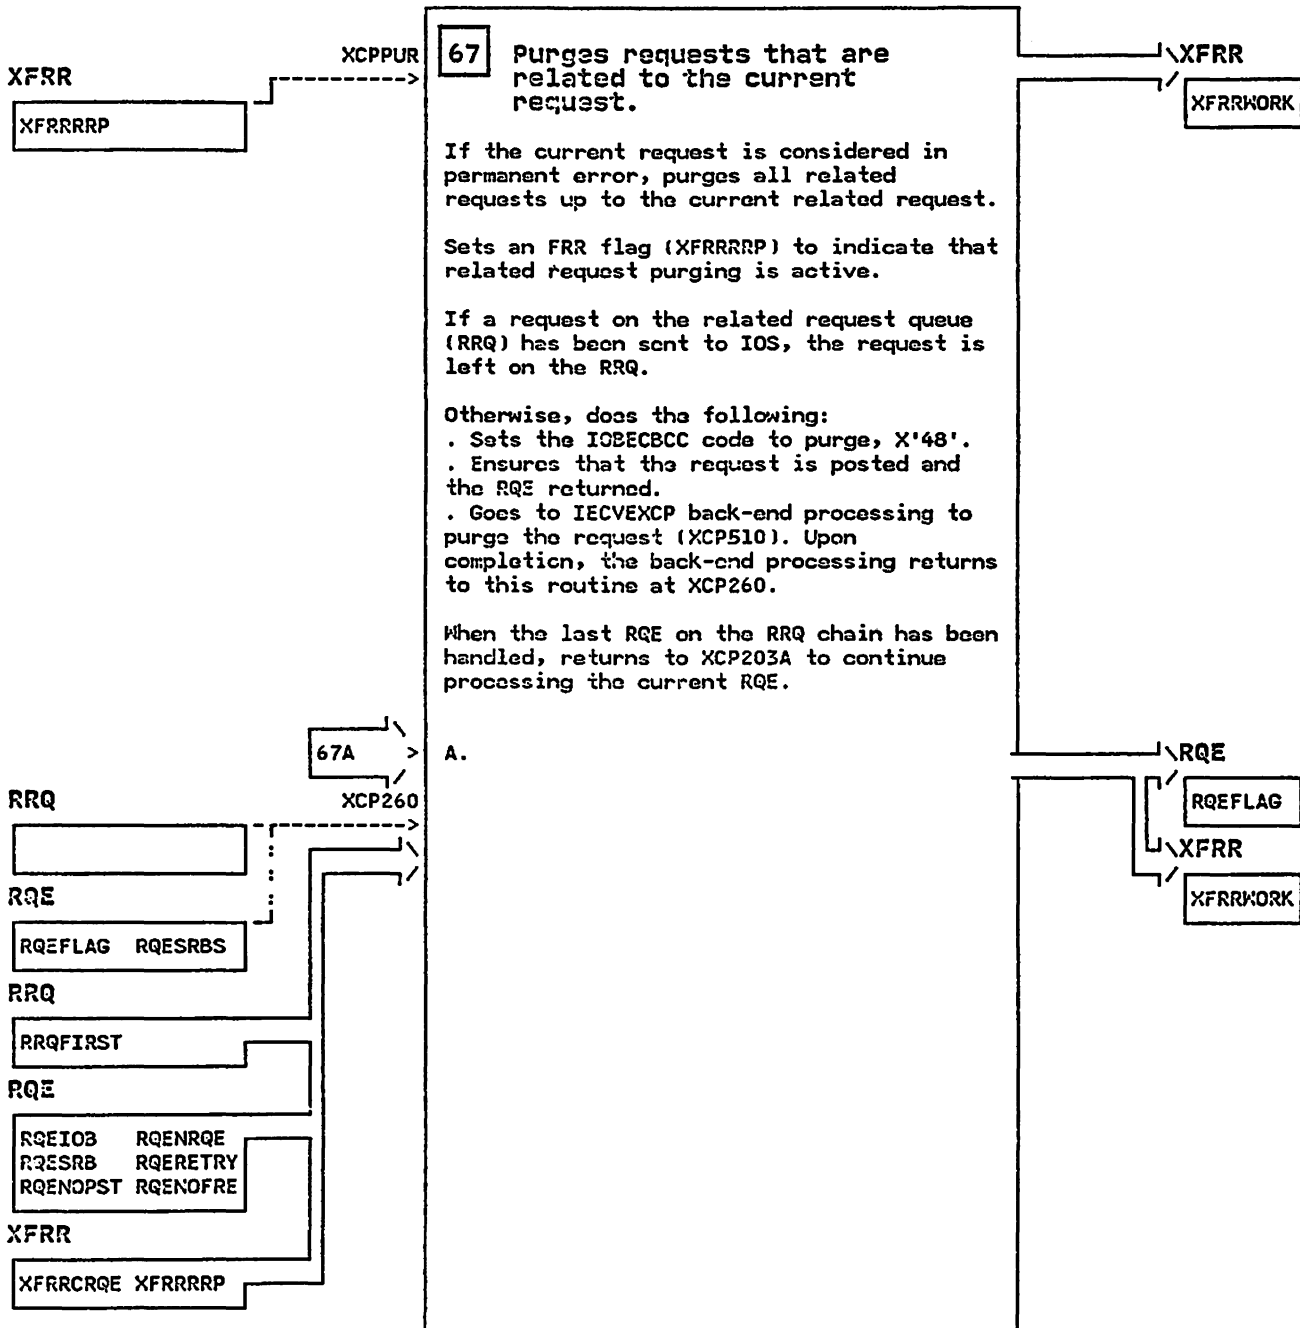 XFRR
XFRRRRP
XCPPUR
67 Purges requests that are
related to the current
request.
If the current request is considered in
permanent error, purges all related
requests up to the current related request.
Sets an FRR flag (XFRRRRP) to indicate that
related request purging is active.
If a request on the related request queue
(RRQ) has been sent to IOS, the request is
left on the RRQ.
Otherwise, does the following:
. Sets the IOBECBCC code to purge, X'48'.
. Ensures that the request is posted and
the RQE returned.
. Goes to IECVEXCP back-end processing to
purge the request (XCP510). Upon
completion, the back-end processing returns
to this routine at XCP260.
When the last RQE on the RRQ chain has been
handled, returns to XCP203A to continue
processing the current RQE.
XFRR
XFRRWORK
67A
A.
XCP260
RRQ
RQE
RQEFLAG RQESRBS
RRQ
RRQFIRST
RQE
RQEIOB RQENRQE
RQESRB RQERETRY
RQENOPST RQENOFRE
XFRR
XFRRCRQE XFRRRRP
RQE
RQEFLAG
XFRR
XFRRWORK